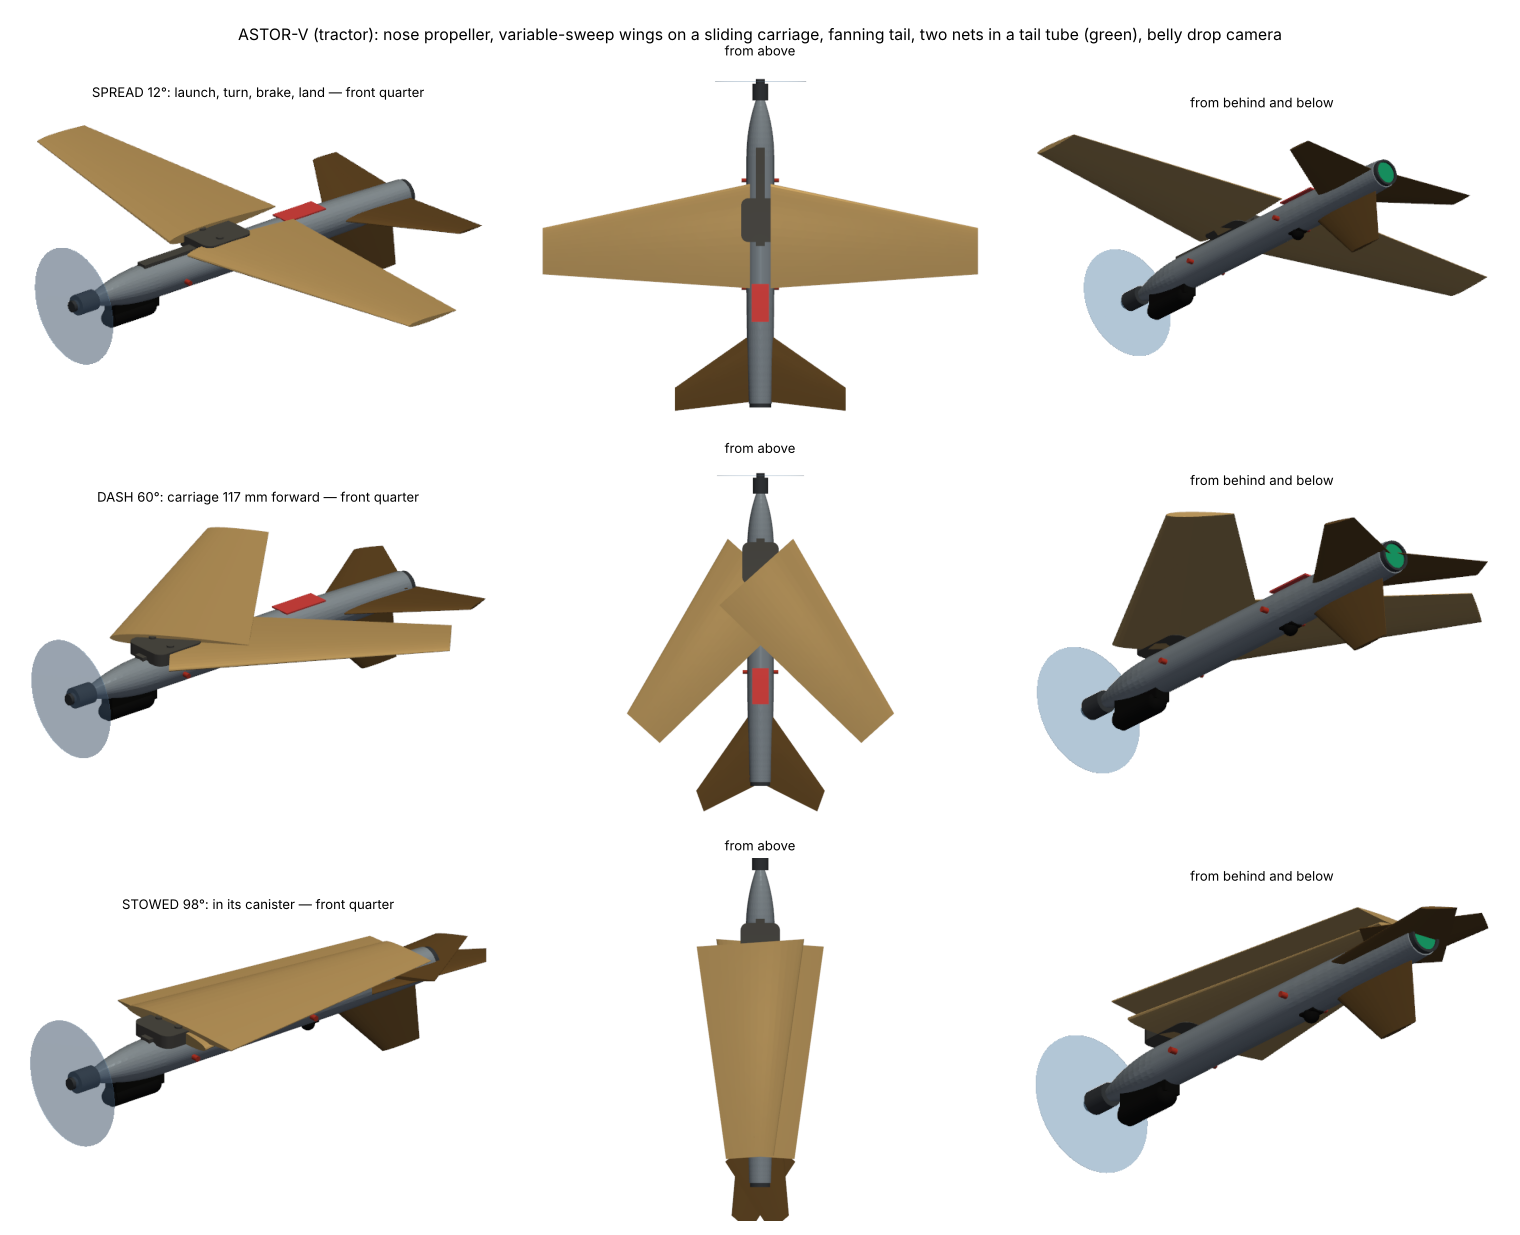 ASTOR-V (tractor): nose propeller, variable-sweep wings on a sliding carriage, fanning tail, two nets in a tail tube (green), belly drop camera
from above
SPREAD 12°: launch, turn, brake, land — front quarter
from behind and below
from above
DASH 60°: carriage 117 mm forward — front quarter
from behind and below
from above
STOWED 98°: in its canister — front quarter
from behind and below